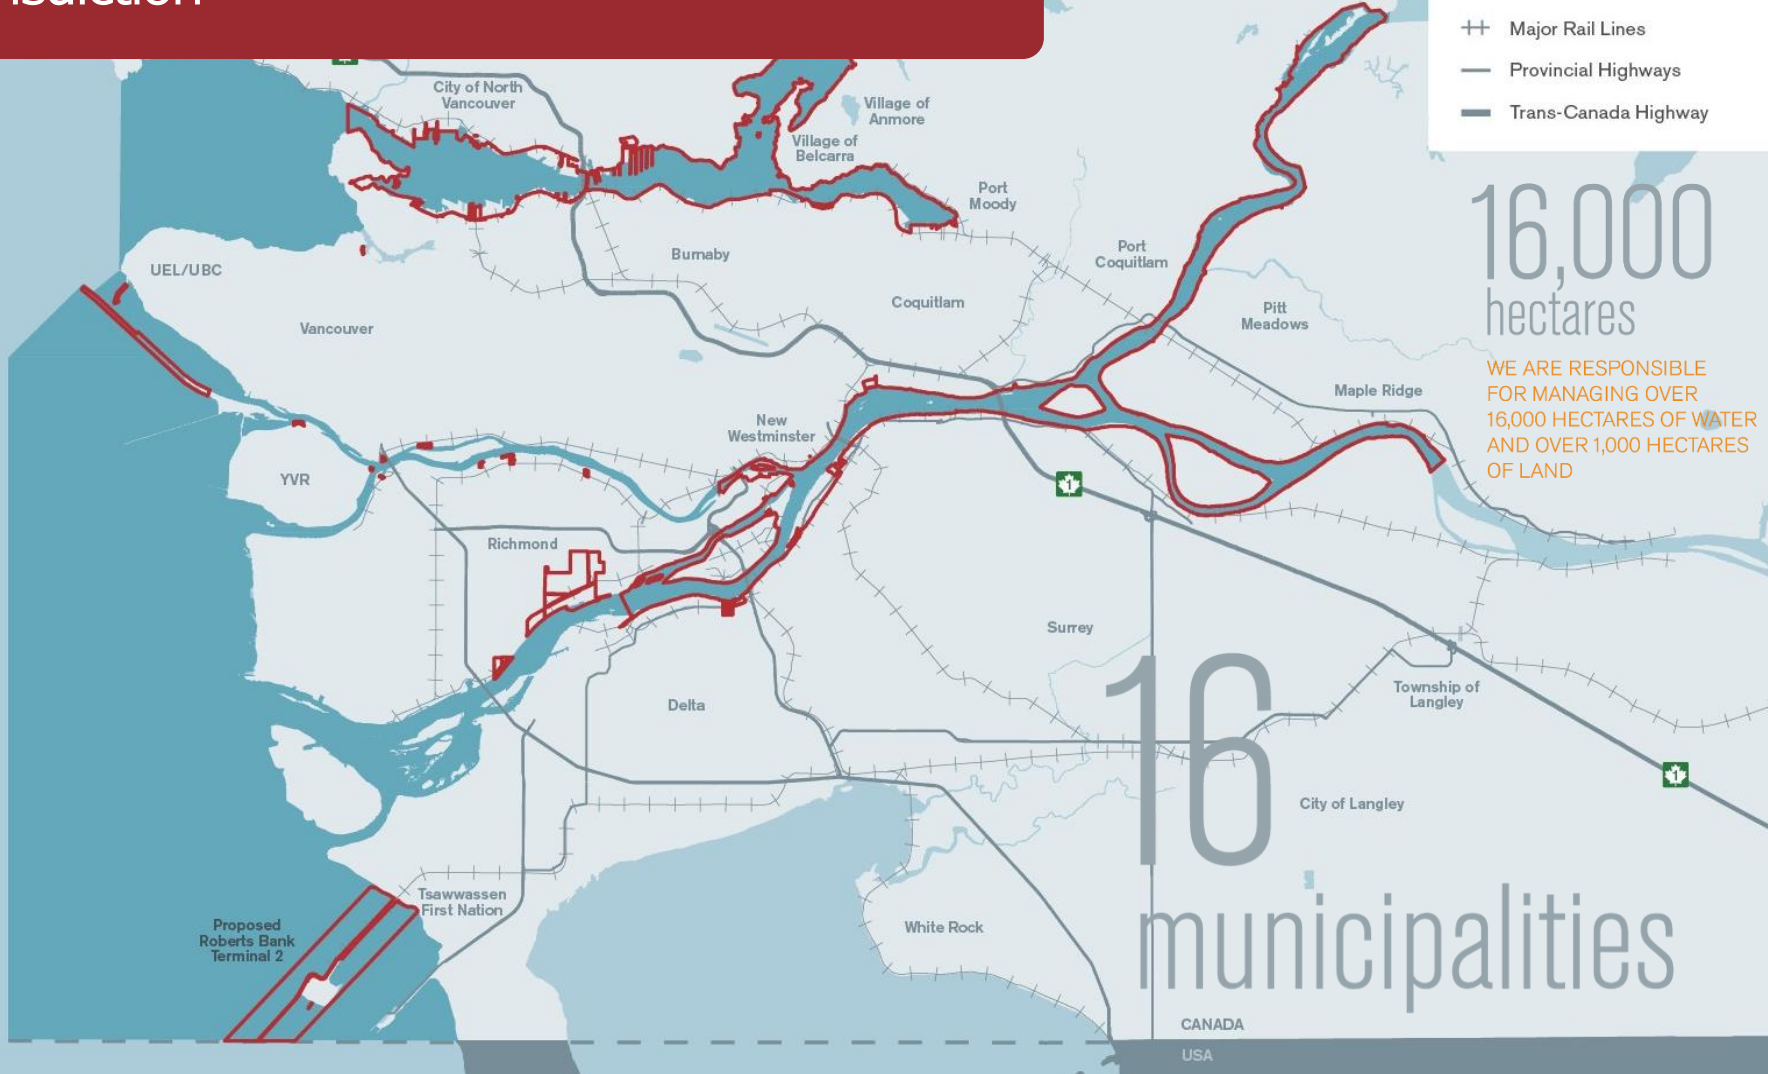 Major Rail Lines
Provincial Highways
Trans-Canada Highway
City of North
Vancouver
Village of
Anmore
Village of
Belcarra
Port
Moody
Burnaby
Port
Coquitlam
Coquitlam
Pitt
Meadows
UEL/UBC
Vancouver
16,000
hectares
WE ARE RESPONSIBLE
FOR MANAGING OVER
16,000 HECTARES OF WATER
AND OVER 1,000 HECTARES
OF LAND
Maple Ridge
New
Westminster
YVR
1
Richmond
Surrey
Delta
Township of
Langley
16
municipalities
1
City of Langley
Tsawwassen
First Nation
Proposed
Roberts Bank
Terminal 2
White Rock
CANADA
USA